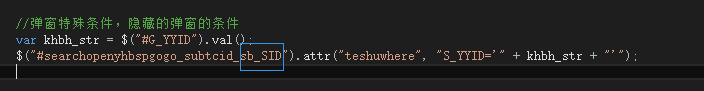 //弹窗特殊条件，隐藏的弹窗的条件
var khbh_str = $("#G_YYID").val();
$("#searchopenyhbspgogo_subtcid_sb_SID").attr("teshuwhere", "S_YYID='" + khbh_str + "'");